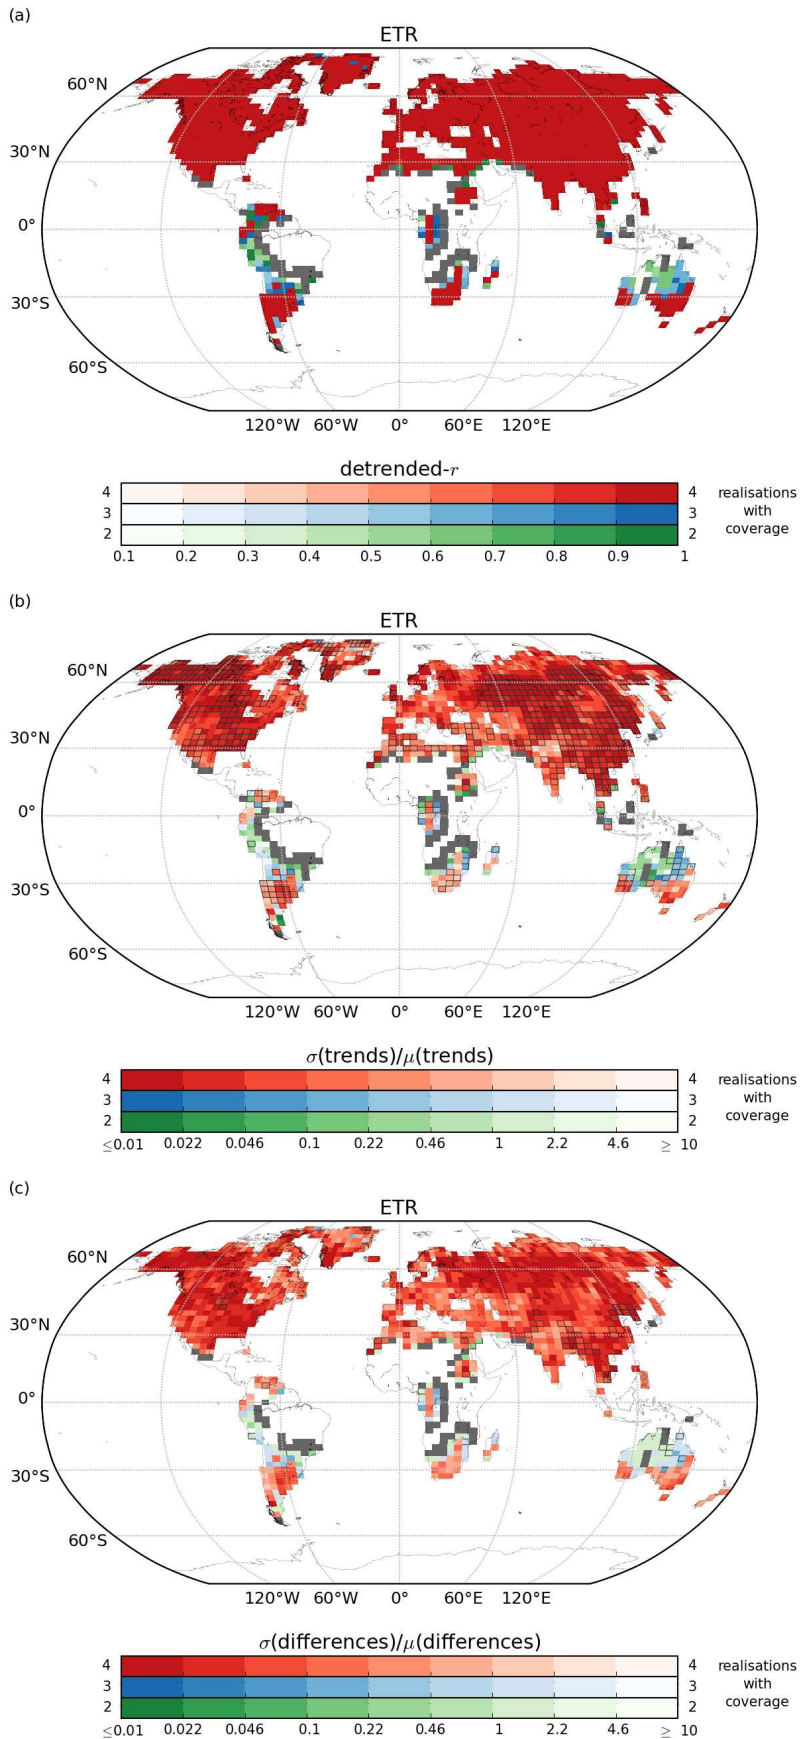 (a)
ETR
60°N
30°N
0°
30°S
60°S
120°W 60°W 0° 60°E 120°E
detrended-r
4 4 realisations
3 3 with
2 2 coverage
0.1 0.2 0.3 0.4 0.5 0.6 0.7 0.8 0.9 1
(b)
ETR
60°N
30°N
0°
30°S
60°S
120°W 60°W 0° 60°E 120°E
σ(trends)/μ(trends)
4 4 realisations
3 3 with
2 2 coverage
≤0.01 0.022 0.046 0.1 0.22 0.46 1 2.2 4.6 ≥ 10
(c)
ETR
60°N
30°N
0°
30°S
60°S
120°W 60°W 0° 60°E 120°E
σ(differences)/μ(differences)
4 4 realisations
3 3 with
2 2 coverage
≤0.01 0.022 0.046 0.1 0.22 0.46 1 2.2 4.6 ≥ 10